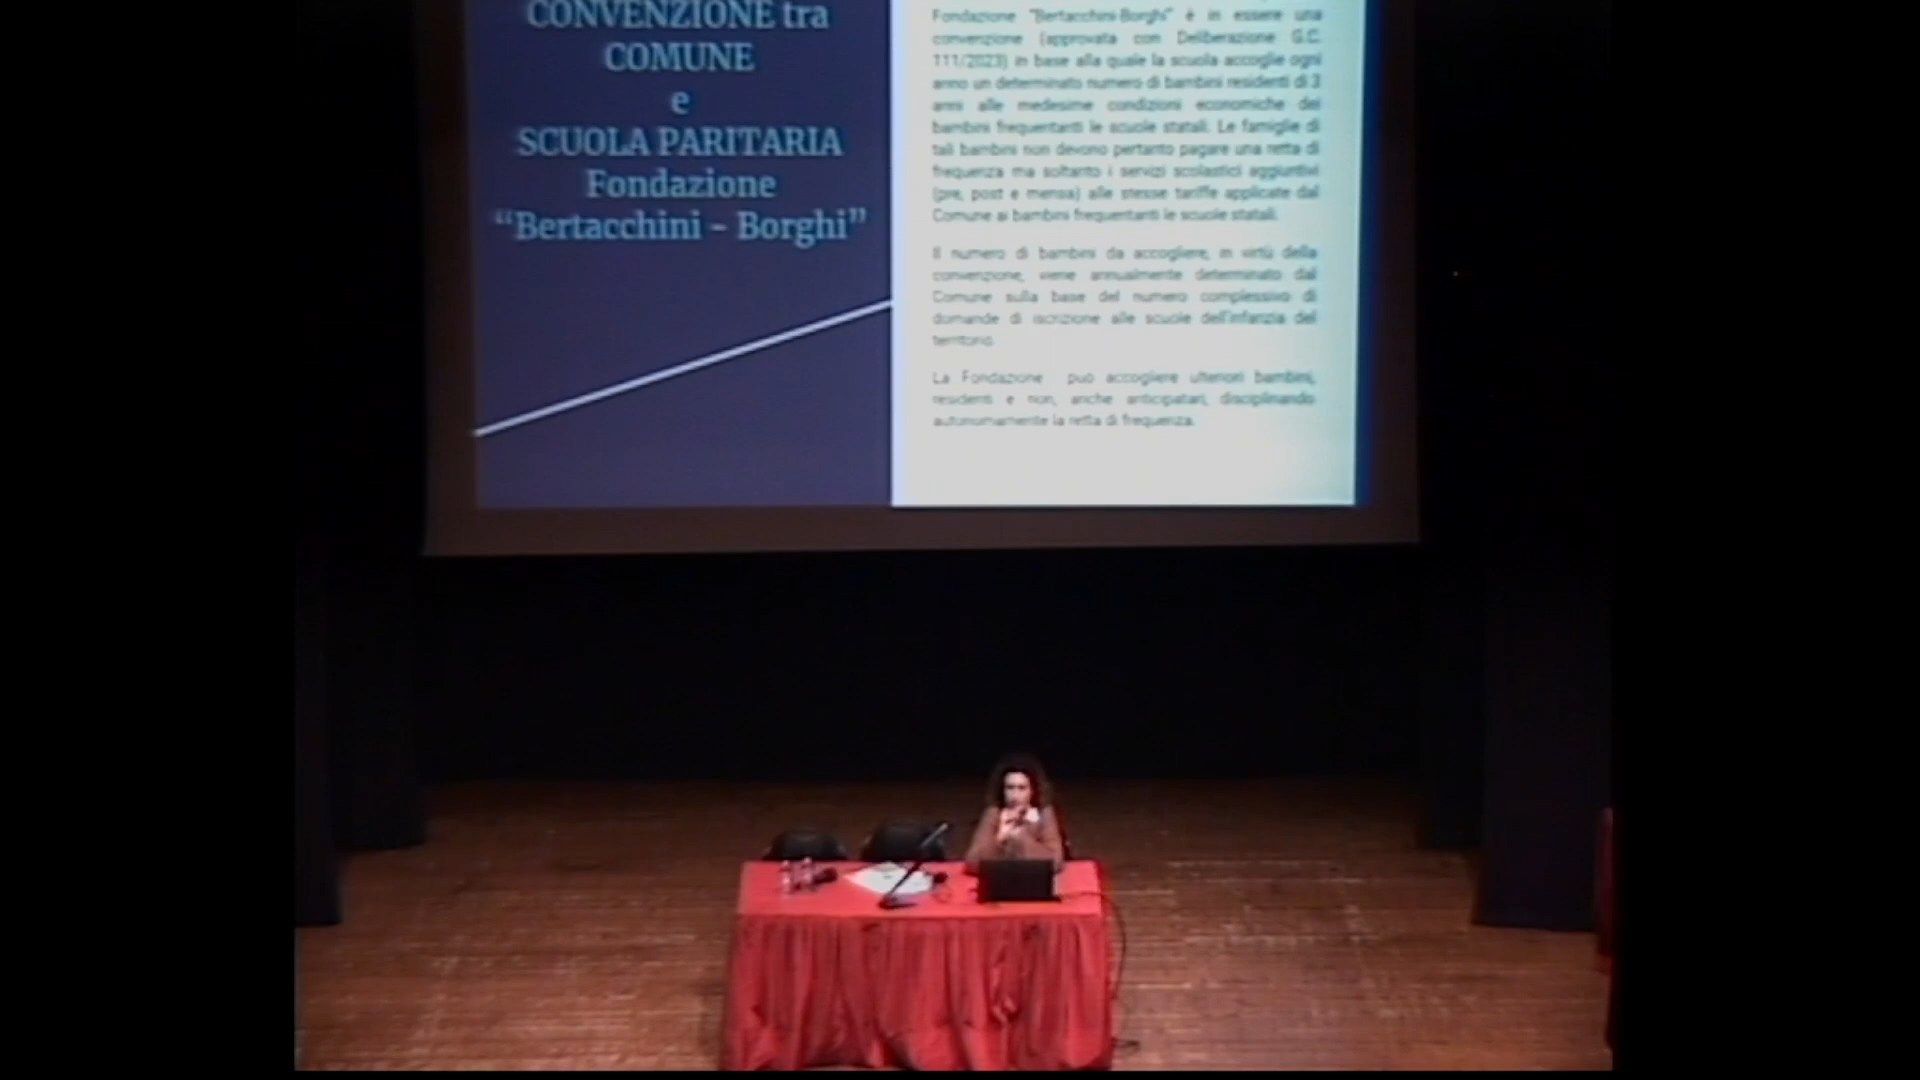 CONVENZIONE tra
COMUNE
e
SCUOLA PARITARIA
Fondazione
“Bertacchini - Borghi”
Fondazione "Bertacchini-Borghi" è in essere una
convenzione (approvata con Deliberazione G.C.
111/2023) in base alla quale la scuola accoglie ogni
anno un determinato numero di bambini residenti di 3
anni alle medesime condizioni economiche dei
bambini frequentanti le scuole statali. Le famiglie di
tali bambini non devono pertanto pagare una retta di
frequenza ma soltanto i servizi scolastici aggiuntivi
(pre, post e mensa) alle stesse tariffe applicate dal
Comune ai bambini frequentanti le scuole statali.
Il numero di bambini da accogliere, in virtù della
convenzione, viene annualmente determinato dal
Comune sulla base del numero complessivo di
domande di iscrizione alle scuole dell'infanzia del
territorio.
La Fondazione può accogliere ulteriori bambini,
residenti e non, anche anticipatari, disciplinando
autonomamente la retta di frequenza.